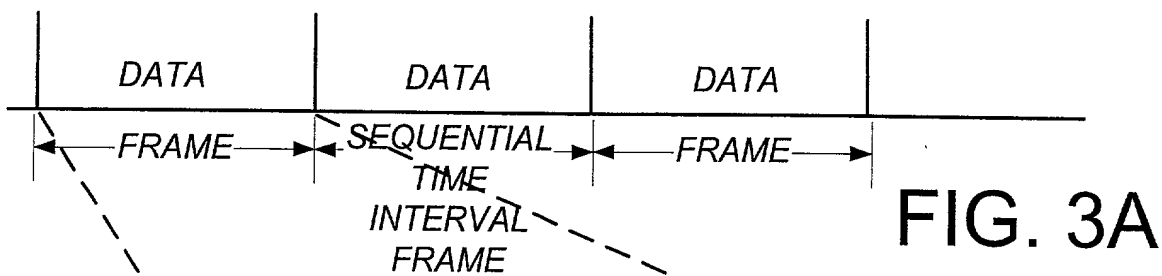 DATA DATA DATA
FRAME SEQUENTIAL FRAME
TIME
INTERVAL
FRAME
FIG. 3A